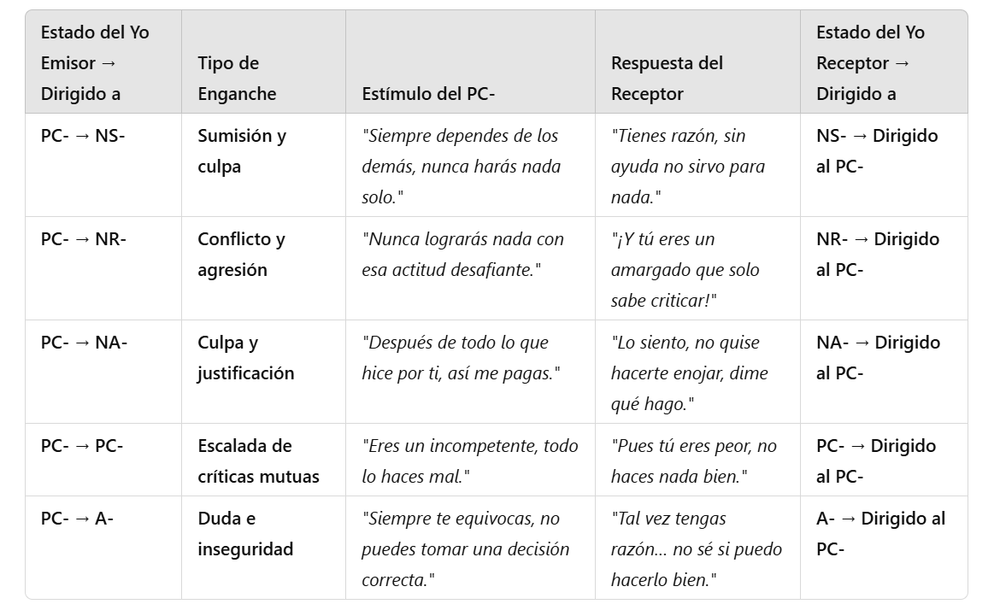 Estado del Yo
Emisor →
Dirigido a
Tipo de
Enganche
Estímulo del PC-
Respuesta del
Receptor
Estado del Yo
Receptor →
Dirigido a
PC- → NS-
Sumisión y
culpa
"Siempre dependes de los
demás, nunca harás nada
solo."
"Tienes razón, sin
ayuda no sirvo para
nada."
NS- → Dirigido
al PC-
PC- → NR-
Conflicto y
agresión
"Nunca lograrás nada con
esa actitud desafiante."
"¡Y tú eres un
amargado que solo
sabe criticar!"
NR- → Dirigido
al PC-
PC- → NA-
Culpa y
justificación
"Después de todo lo que
hice por ti, así me pagas."
"Lo siento, no quise
hacerte enojar, dime
qué hago."
NA- → Dirigido
al PC-
PC- → PC-
Escalada de
críticas mutuas
"Eres un incompetente, todo
lo haces mal."
"Pues tú eres peor, no
haces nada bien."
PC- → Dirigido
al PC-
PC- → A-
Duda e
inseguridad
"Siempre te equivocas, no
puedes tomar una decisión
correcta."
"Tal vez tengas
razón... no sé si puedo
hacerlo bien."
A- → Dirigido al
PC-